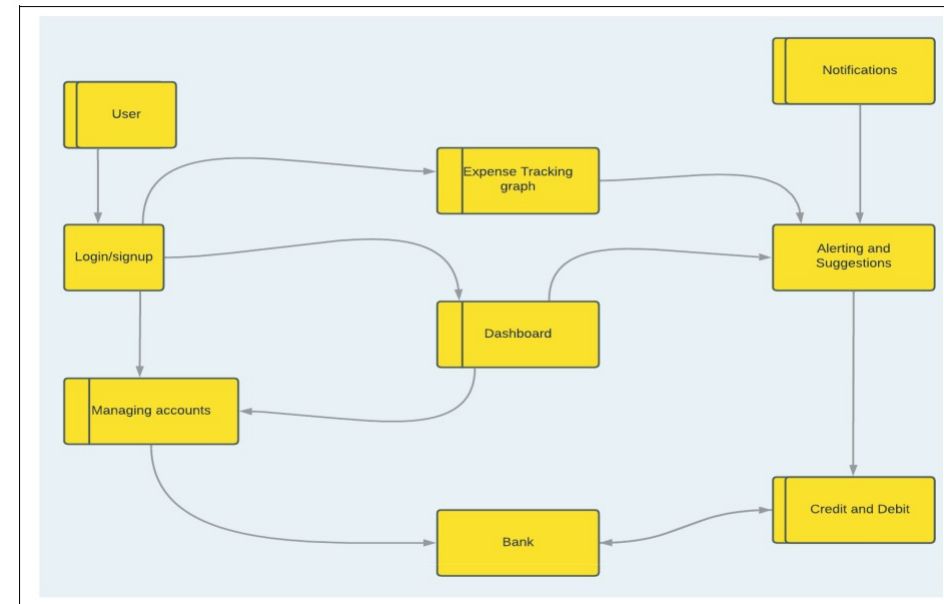 Notifications
User
Expense Tracking
graph
Login/signup
Alerting and
Suggestions
Dashboard
Managing accounts
Credit and Debit
Bank